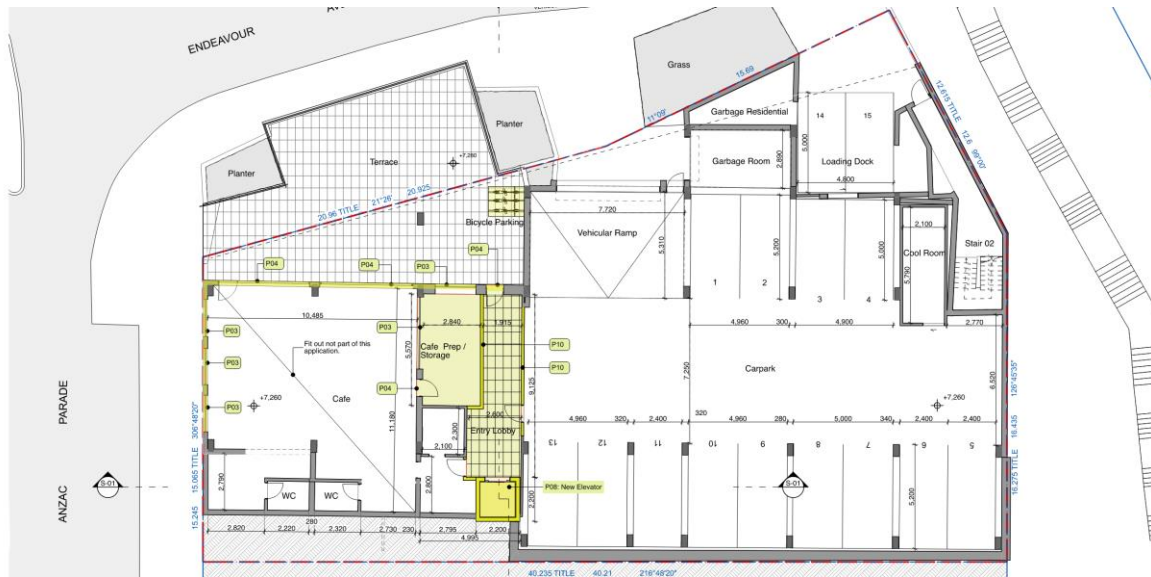 ENDEAVOUR
Grass
15.69
11°09'
Garbage Residential
14
15
5,000
12.615 TITLE 12.6 99°00'
Planter
Terrace
+7,260
Planter
20.96 TITLE 21°26' 20.925
Garbage Room
2,890
Loading Dock
4,800
Bicycle Parking
7,720
Vehicular Ramp
5,310
5,200
5,000
2,100
Cool Room
5,790
Stair 02
P04
P04
P04
P03
1
2
3
4
10,485
2,840
1,915
P03
P03
P10
4,960
300
4,900
2,770
Fit out not part of this
application.
Cafe Prep /
Storage
5,570
P03
P10
7,250
Carpark
6,520
9,125
P04
P03
+7,260
Cafe
11,180
+7,260
2,600
4,960
320
2,400
320
4,960
280
5,000
340
2,400
2,400
Entry Lobby
2,300
2,100
13
12
11
10
9
8
7
6
5
PARADE
ANZAC
306°48'20"
15.065 TITLE
15.245
126°45'35"
16.435
16.275 TITLE
S-01
2,790
WC
WC
2,800
P08: New Elevator
2,200
S-01
5,200
280
2,820
2,220
2,320
2,730
230
2,795
2,200
4,995
40.235 TITLE 40.21 216°48'20"